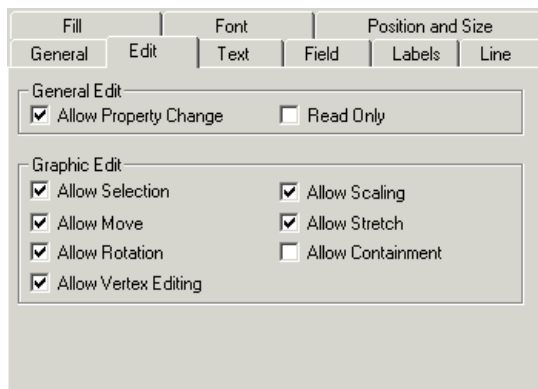 Fill Font Position and Size
General Edit Text Field Labels Line
General Edit
Allow Property Change Read Only
Graphic Edit
Allow Selection Allow Scaling
Allow Move Allow Stretch
Allow Rotation Allow Containment
Allow Vertex Editing